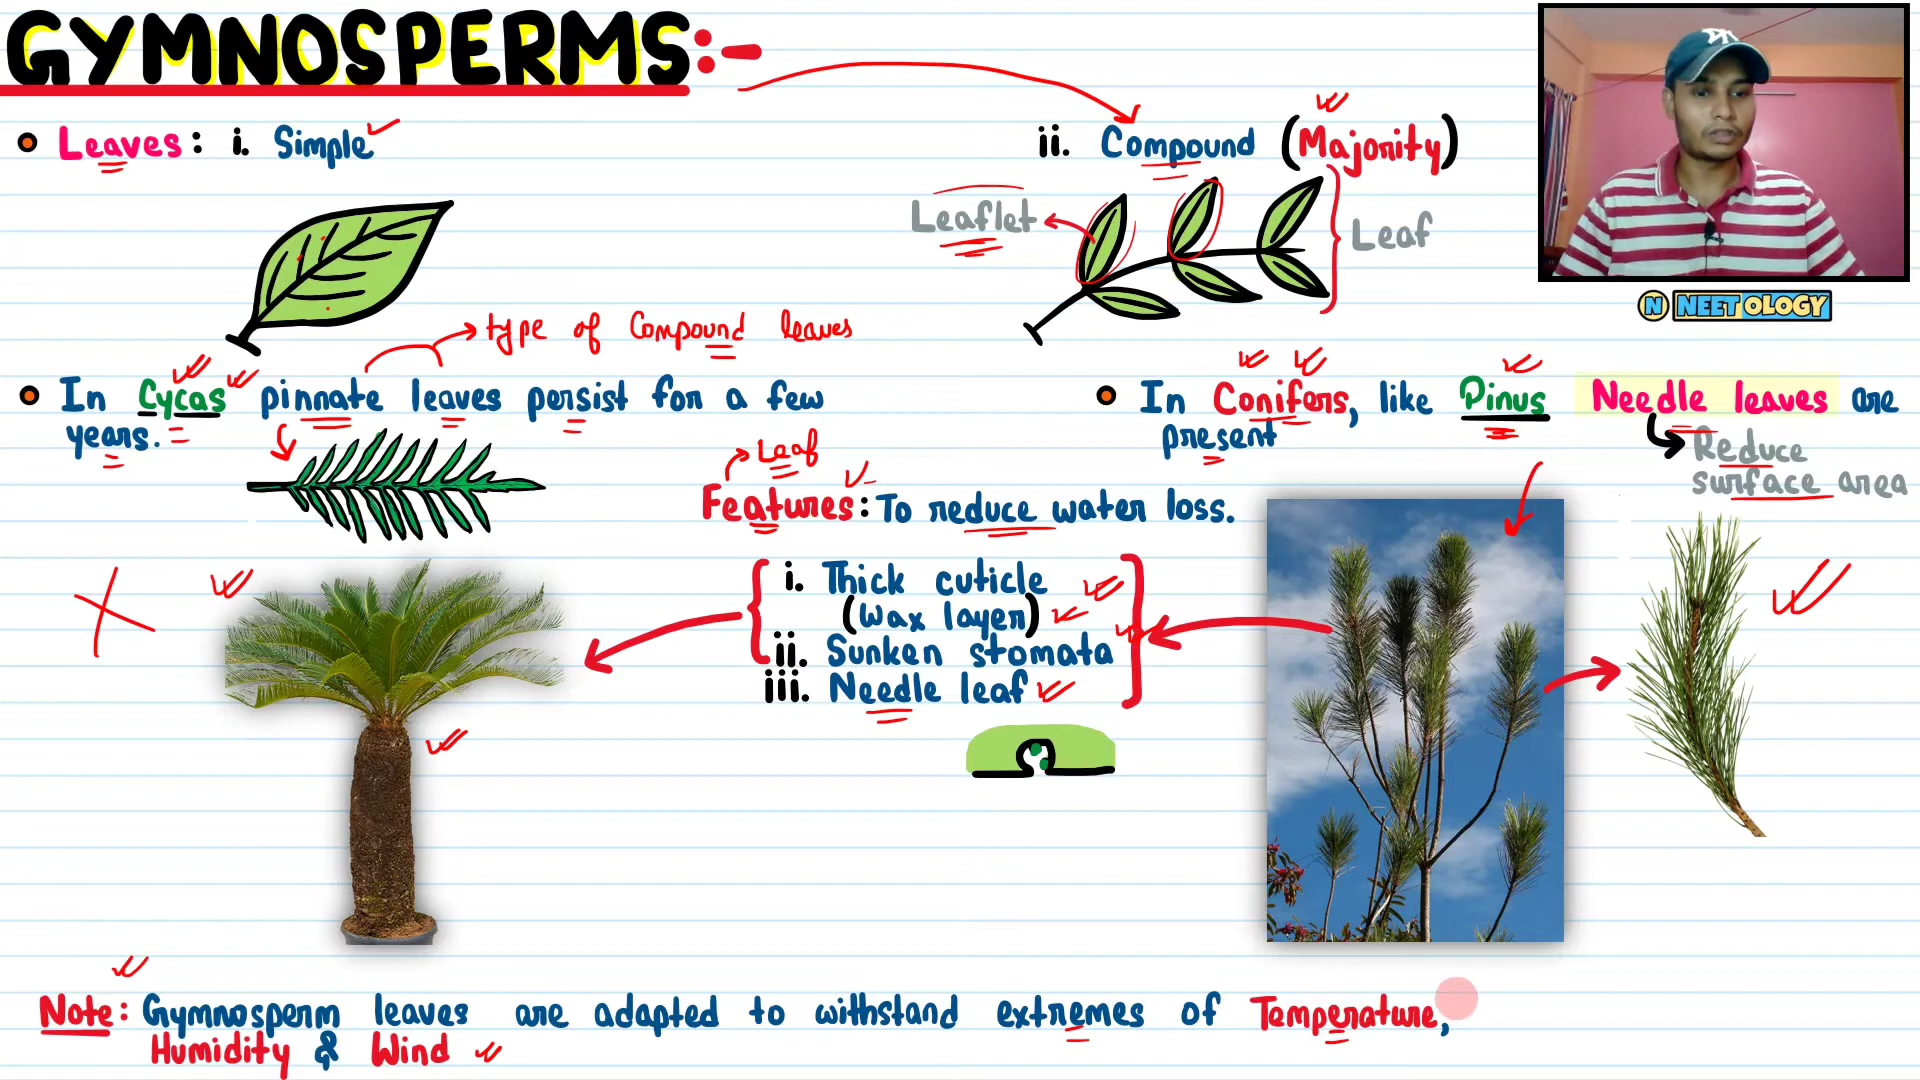 GYMNOSPERMS:-
Leaves: i. Simple
ii. Compound (Majority)
Leaflet
Leaf
N NEETOLOGY
type of Compound leaves
In Cycas pinnate leaves persist for a few
years.
In Conifers, like Pinus Needle leaves are
present
Reduce
surface area
Leaf
Features: To reduce water loss.
i. Thick cuticle
(Wax layer)
ii. Sunken stomata
iii. Needle leaf
Note: Gymnosperm leaves are adapted to withstand extremes of Temperature,
Humidity & Wind